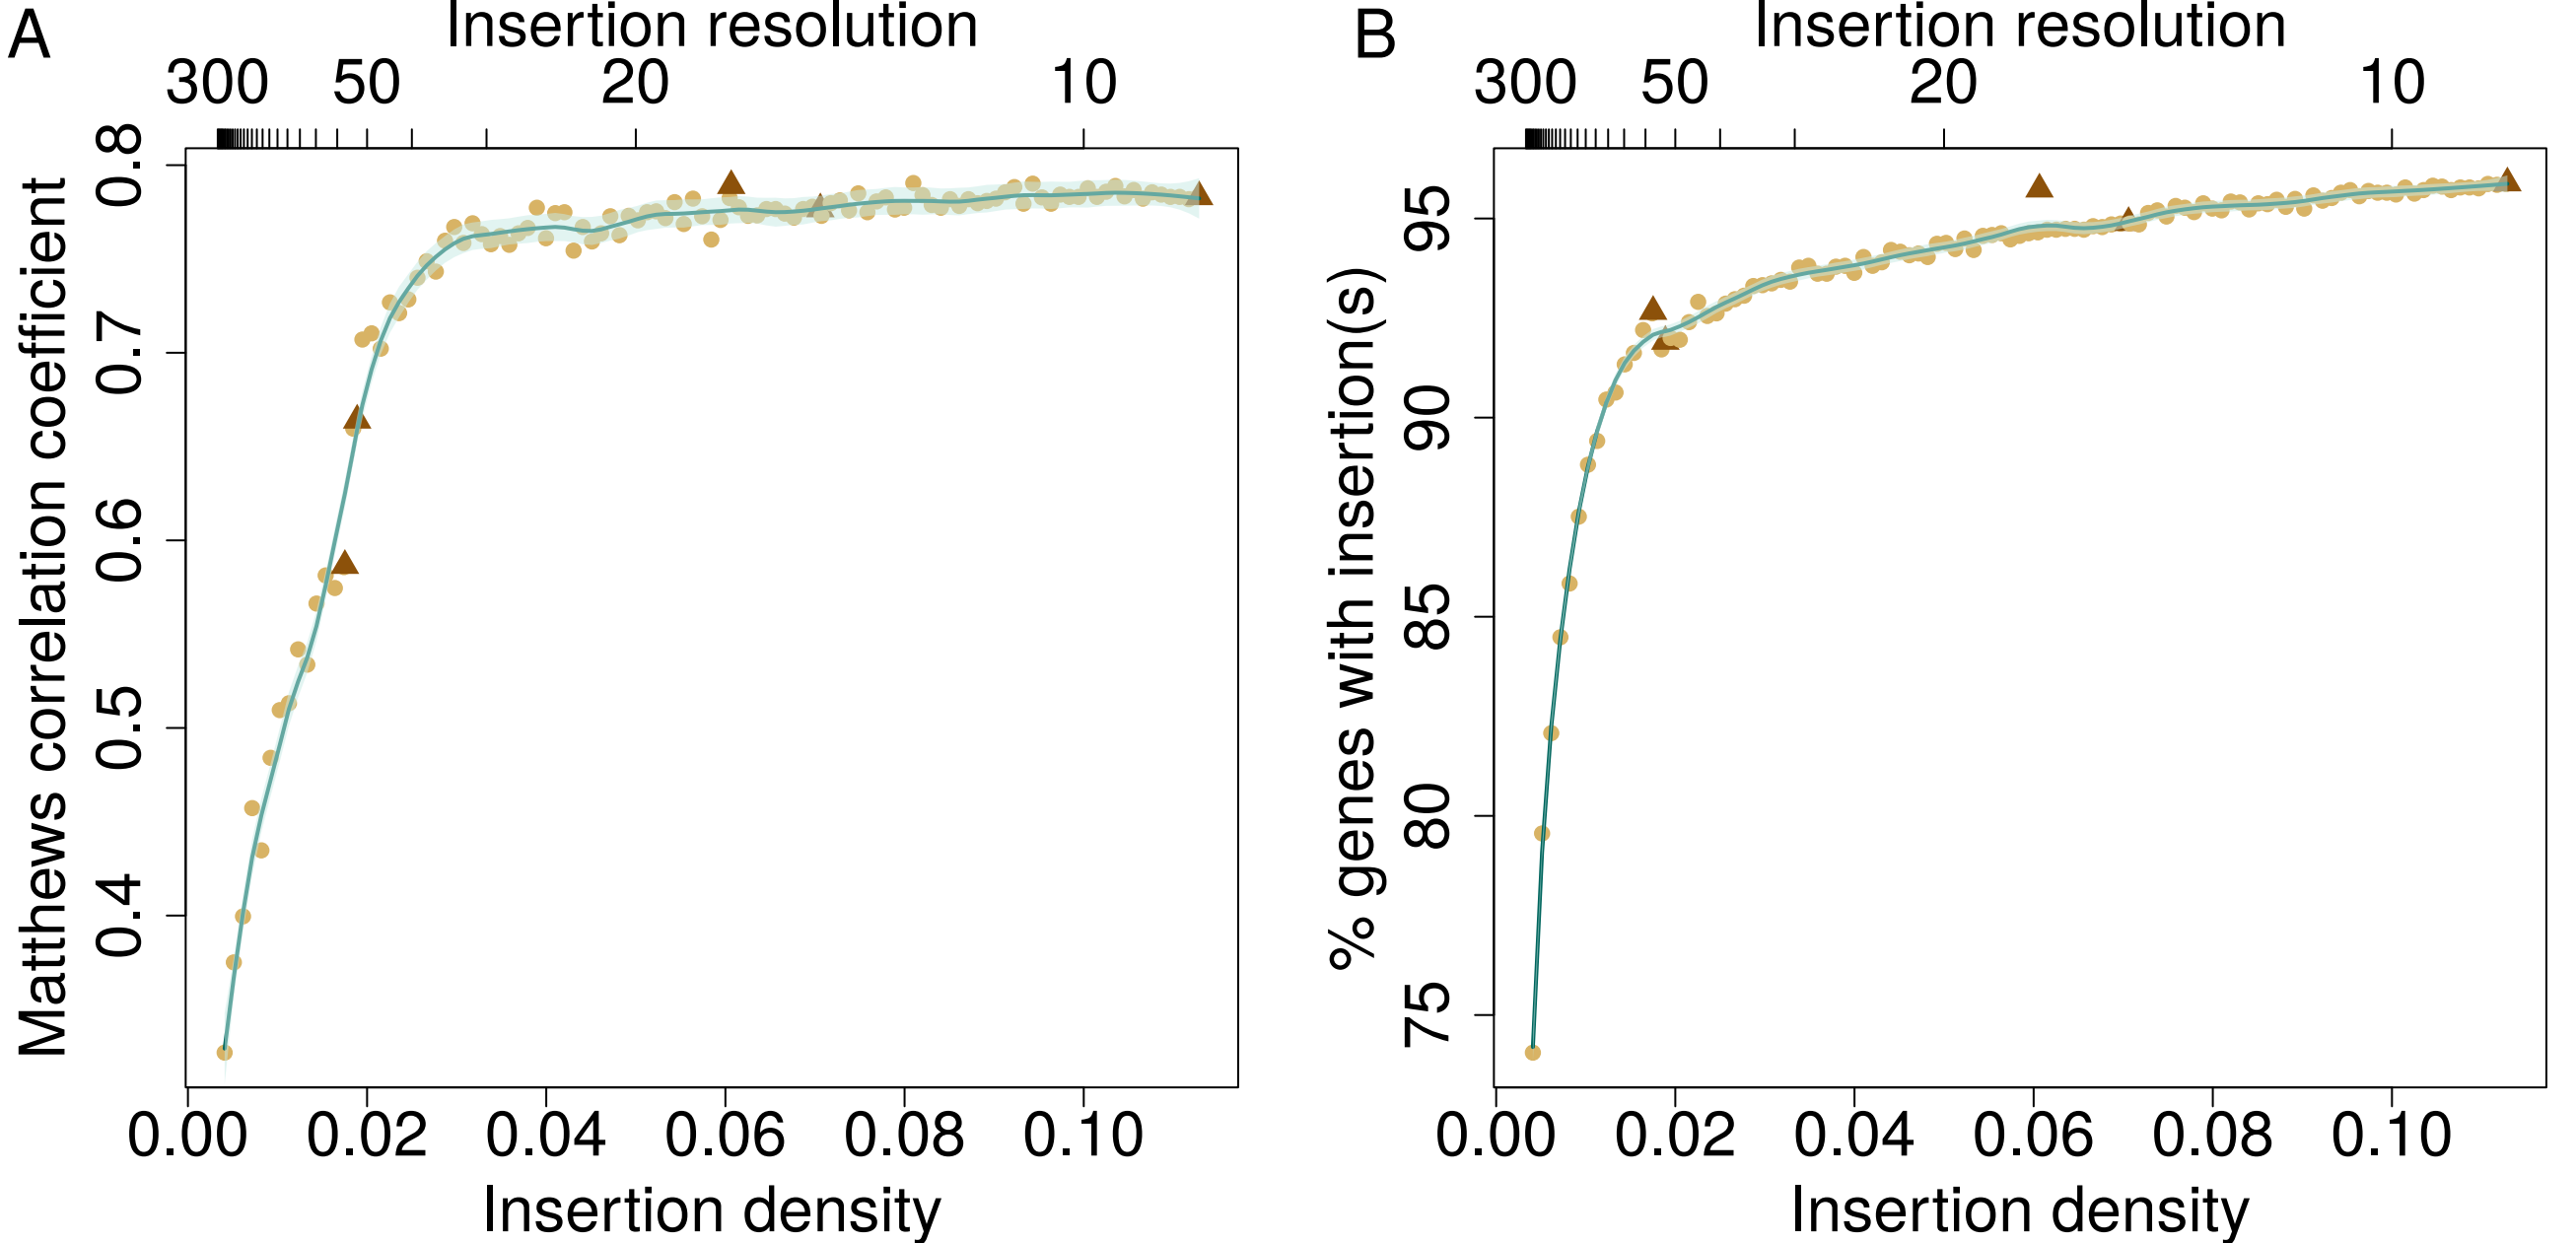 A
Insertion resolution
300 50 20 10
Matthews correlation coefficient
0.8
0.7
0.6
0.5
0.4
0.00 0.02 0.04 0.06 0.08 0.10
Insertion density
B
Insertion resolution
300 50 20 10
% genes with insertion(s)
95
90
85
80
75
0.00 0.02 0.04 0.06 0.08 0.10
Insertion density